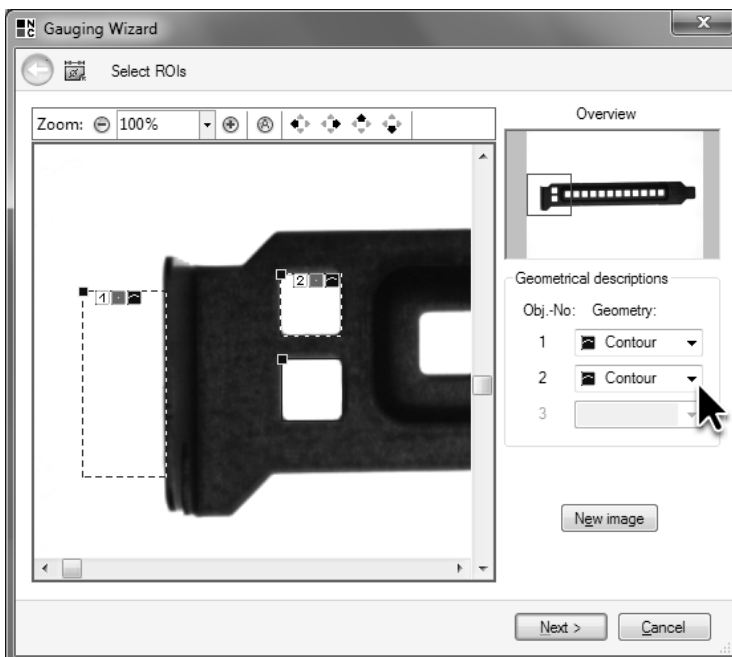 NC Gauging Wizard
Select ROIs
Zoom: 100%
Overview
1
2
Geometrical descriptions
Obj.-No: Geometry:
1 Contour
2 Contour
3
New image
Next > Cancel